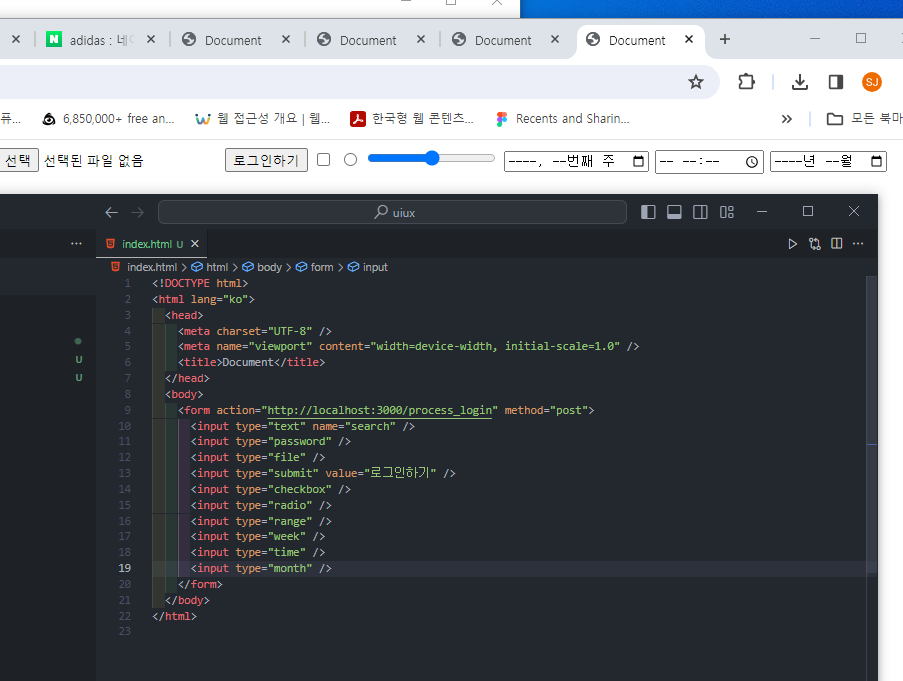 adidas : 네 Document Document Document Document
SJ
퓨... 6,850,000+ free an... 웹 접근성 개요 | 웹... 한국형 웹 콘텐츠... Recents and Sharin... » 모든 북마
선택 선택된 파일 없음 로그인하기 ----, --번째 주 -- --:-- ----년 --월
uiux
index.html U
index.html > html > body > form > input
1 <!DOCTYPE html>
2 <html lang="ko">
3 <head>
4 <meta charset="UTF-8" />
5 <meta name="viewport" content="width=device-width, initial-scale=1.0" />
6 <title>Document</title>
7 </head>
8 <body>
9 <form action="http://localhost:3000/process_login" method="post">
10 <input type="text" name="search" />
11 <input type="password" />
12 <input type="file" />
13 <input type="submit" value="로그인하기" />
14 <input type="checkbox" />
15 <input type="radio" />
16 <input type="range" />
17 <input type="week" />
18 <input type="time" />
19 <input type="month" />
20 </form>
21 </body>
22 </html>
23
U
U